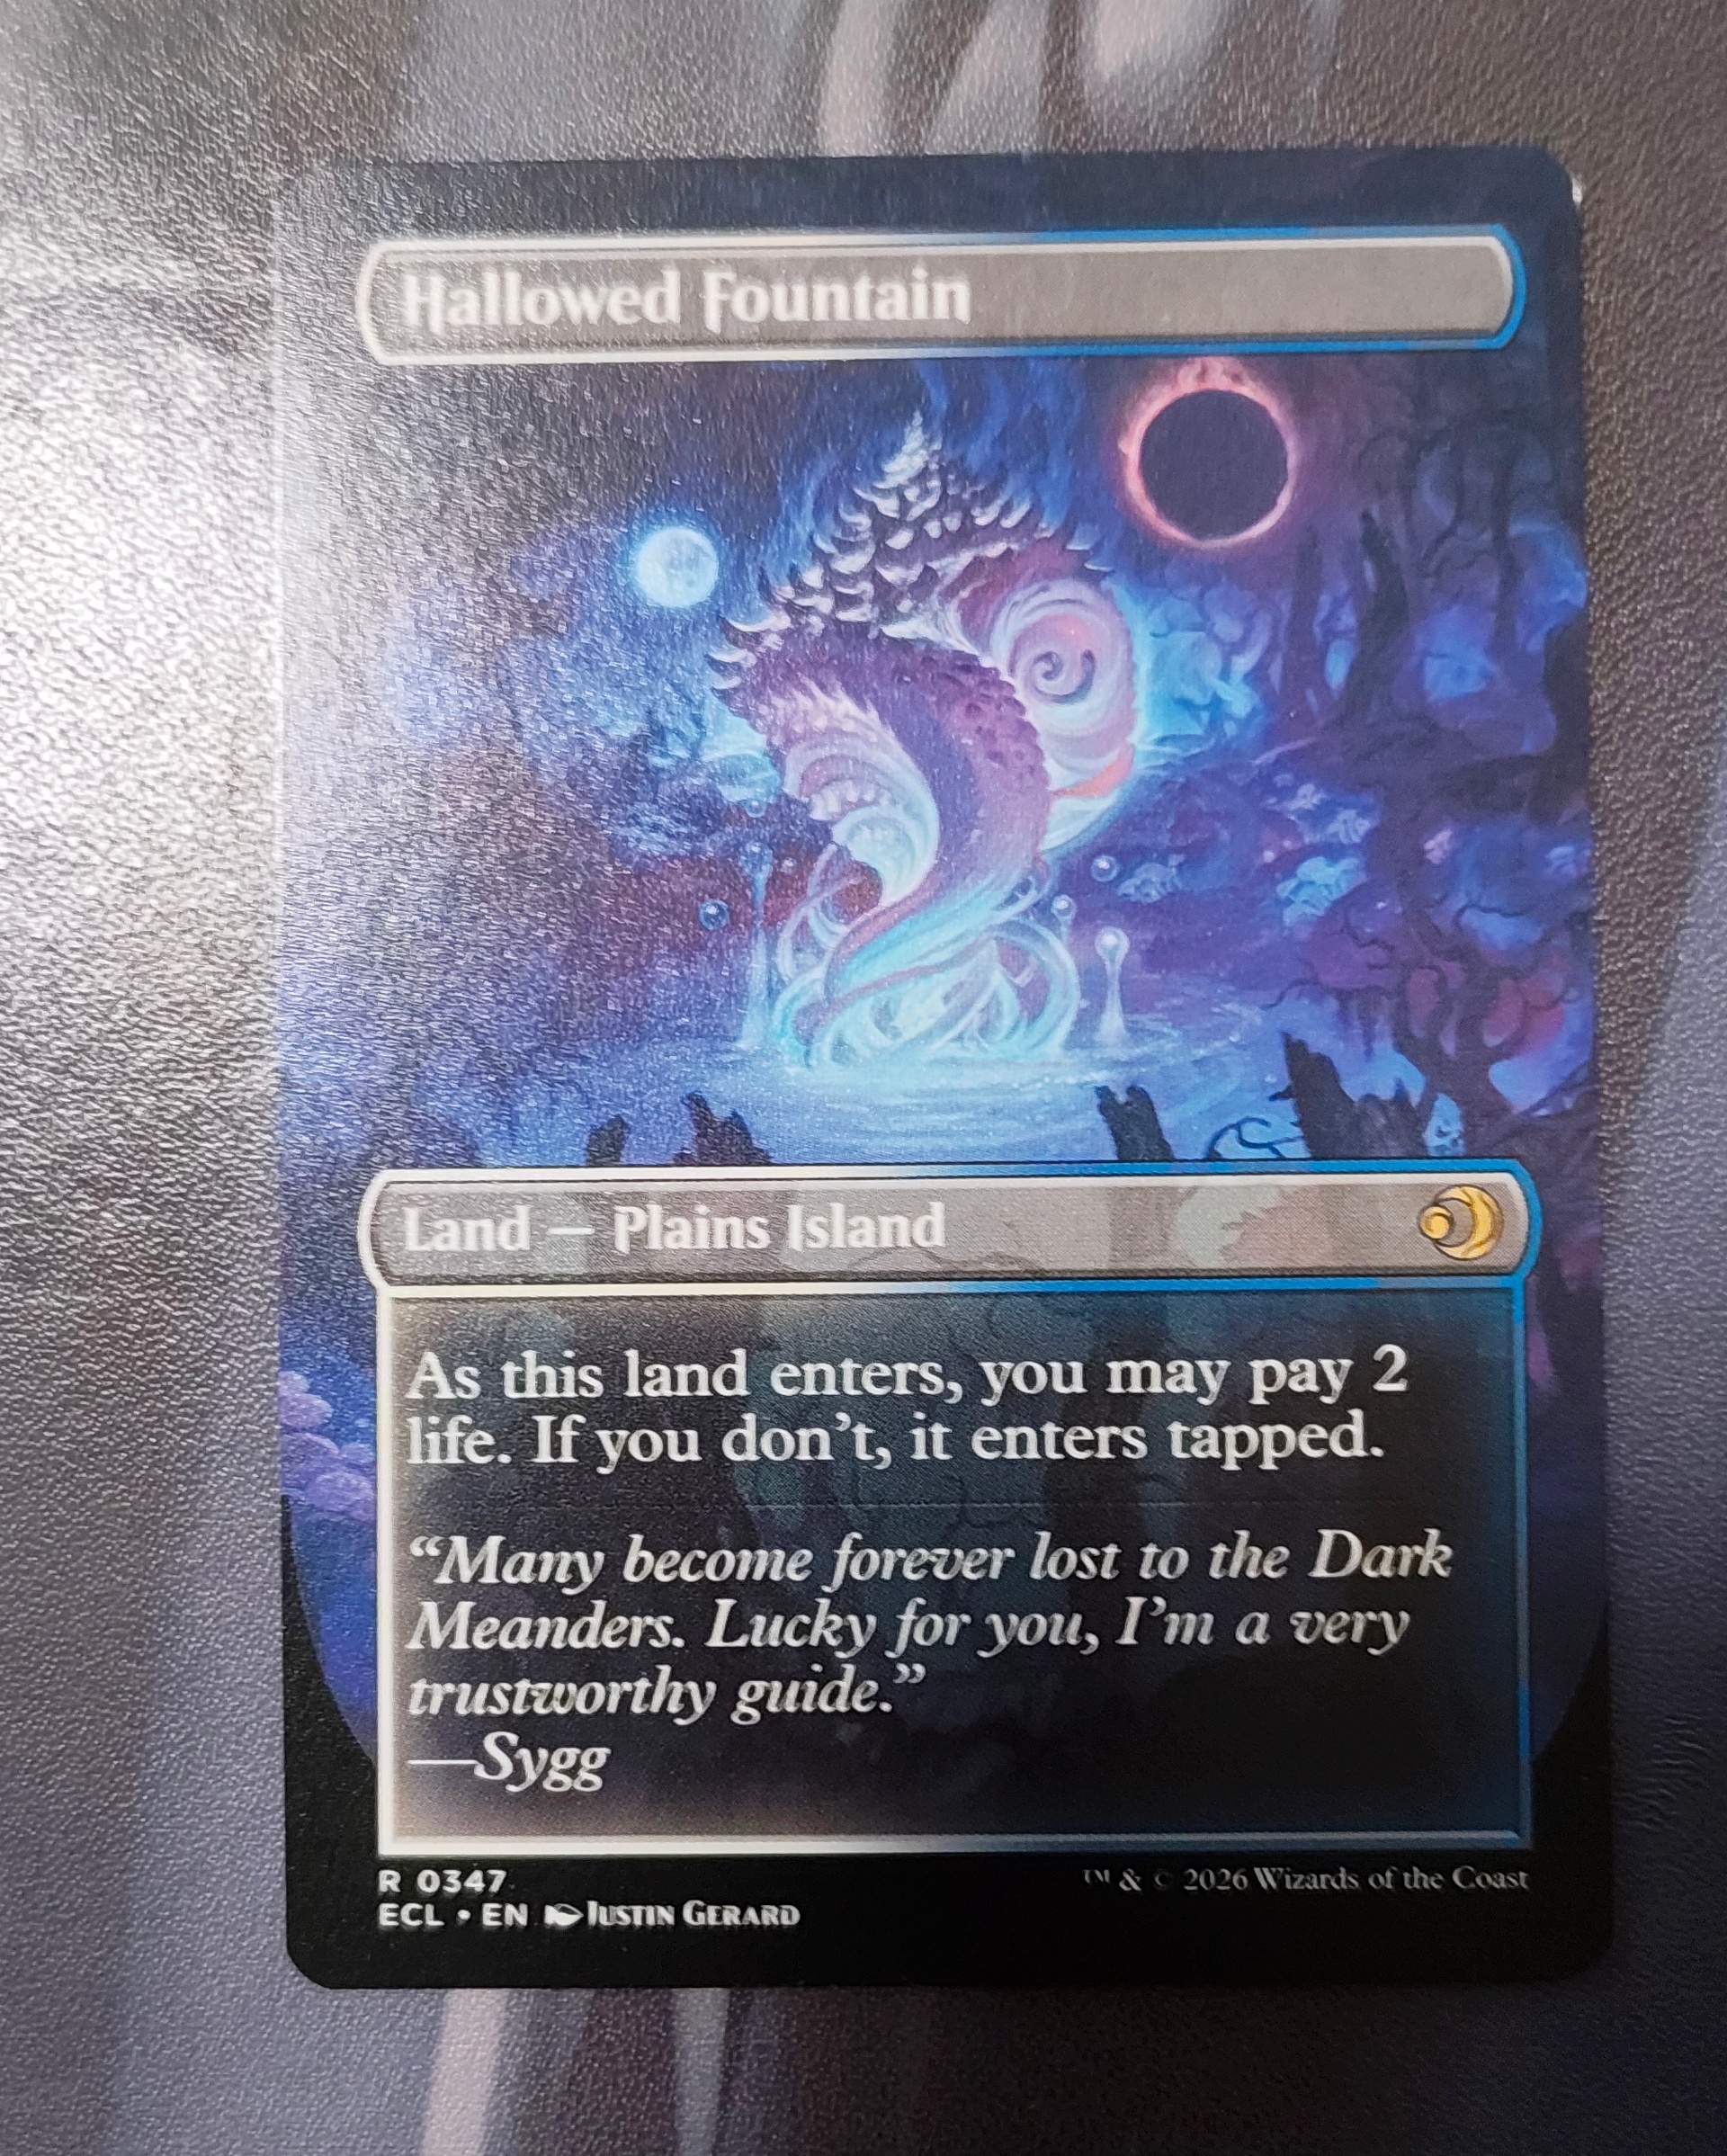 Hallowed Fountain
Land — Plains Island
As this land enters, you may pay 2
life. If you don't, it enters tapped.
“Many become forever lost to the Dark
Meanders. Lucky for you, I'm a very
trustworthy guide.”
—Sygg
R 0347
ECL • EN Justin Gerard
™ & © 2026 Wizards of the Coast